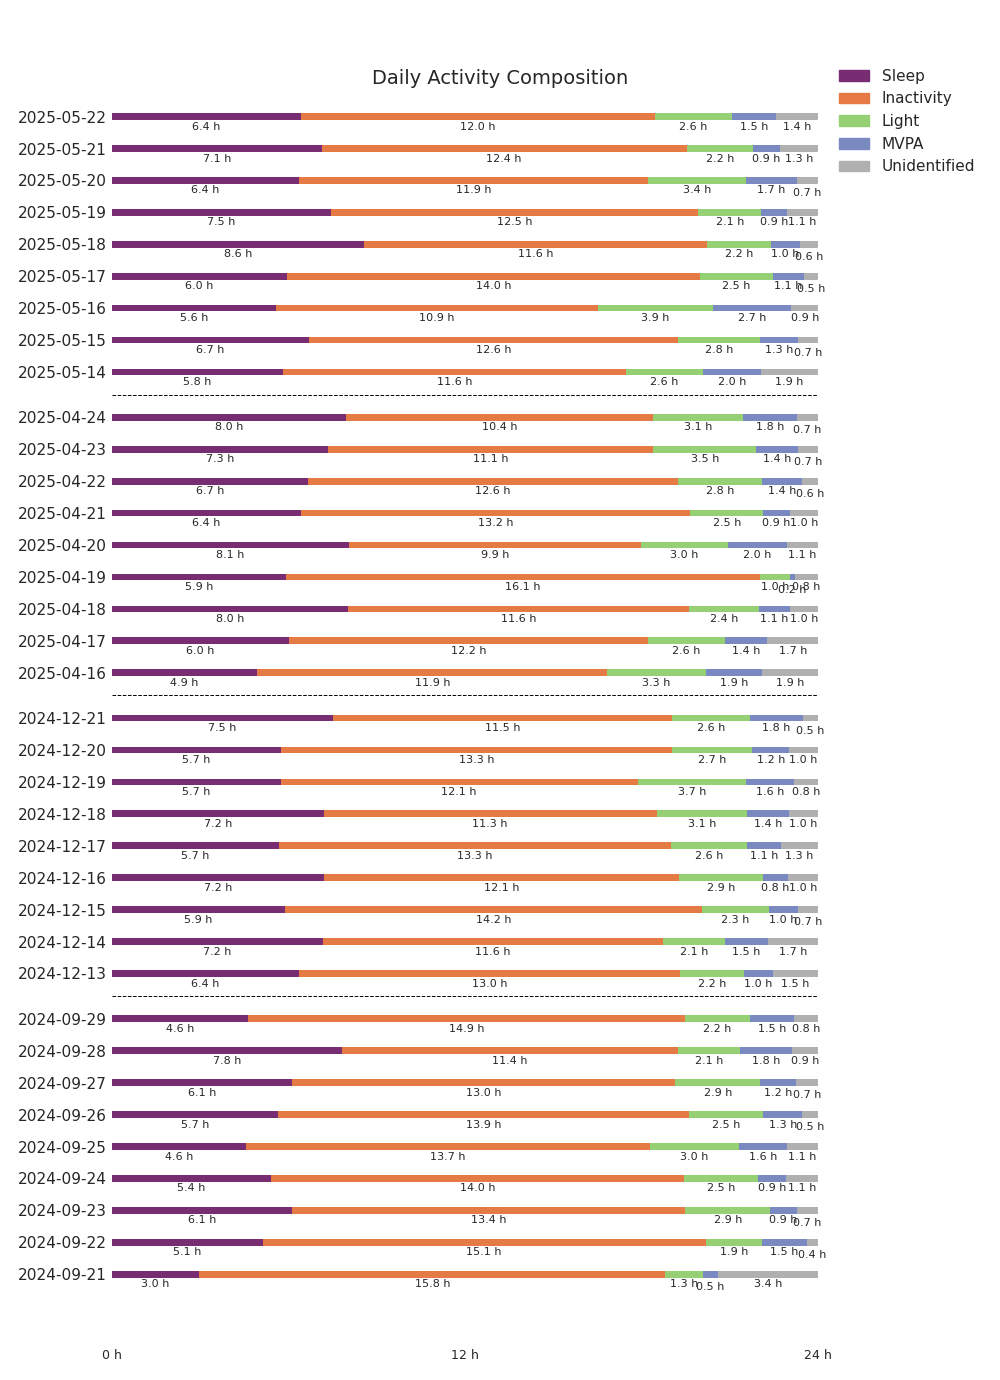 Daily Activity Composition
Sleep
Inactivity
Light
MVPA
Unidentified
2025-05-22
6.4 h 12.0 h 2.6 h 1.5 h 1.4 h
2025-05-21
7.1 h 12.4 h 2.2 h 0.9 h 1.3 h
2025-05-20
6.4 h 11.9 h 3.4 h 1.7 h 0.7 h
2025-05-19
7.5 h 12.5 h 2.1 h 0.9 h 1.1 h
2025-05-18
8.6 h 11.6 h 2.2 h 1.0 h 0.6 h
2025-05-17
6.0 h 14.0 h 2.5 h 1.1 h 0.5 h
2025-05-16
5.6 h 10.9 h 3.9 h 2.7 h 0.9 h
2025-05-15
6.7 h 12.6 h 2.8 h 1.3 h 0.7 h
2025-05-14
5.8 h 11.6 h 2.6 h 2.0 h 1.9 h
2025-04-24
8.0 h 10.4 h 3.1 h 1.8 h 0.7 h
2025-04-23
7.3 h 11.1 h 3.5 h 1.4 h 0.7 h
2025-04-22
6.7 h 12.6 h 2.8 h 1.4 h 0.6 h
2025-04-21
6.4 h 13.2 h 2.5 h 0.9 h 1.0 h
2025-04-20
8.1 h 9.9 h 3.0 h 2.0 h 1.1 h
2025-04-19
5.9 h 16.1 h 1.0 h 0.2 h 0.8 h
2025-04-18
8.0 h 11.6 h 2.4 h 1.1 h 1.0 h
2025-04-17
6.0 h 12.2 h 2.6 h 1.4 h 1.7 h
2025-04-16
4.9 h 11.9 h 3.3 h 1.9 h 1.9 h
2024-12-21
7.5 h 11.5 h 2.6 h 1.8 h 0.5 h
2024-12-20
5.7 h 13.3 h 2.7 h 1.2 h 1.0 h
2024-12-19
5.7 h 12.1 h 3.7 h 1.6 h 0.8 h
2024-12-18
7.2 h 11.3 h 3.1 h 1.4 h 1.0 h
2024-12-17
5.7 h 13.3 h 2.6 h 1.1 h 1.3 h
2024-12-16
7.2 h 12.1 h 2.9 h 0.8 h 1.0 h
2024-12-15
5.9 h 14.2 h 2.3 h 1.0 h 0.7 h
2024-12-14
7.2 h 11.6 h 2.1 h 1.5 h 1.7 h
2024-12-13
6.4 h 13.0 h 2.2 h 1.0 h 1.5 h
2024-09-29
4.6 h 14.9 h 2.2 h 1.5 h 0.8 h
2024-09-28
7.8 h 11.4 h 2.1 h 1.8 h 0.9 h
2024-09-27
6.1 h 13.0 h 2.9 h 1.2 h 0.7 h
2024-09-26
5.7 h 13.9 h 2.5 h 1.3 h 0.5 h
2024-09-25
4.6 h 13.7 h 3.0 h 1.6 h 1.1 h
2024-09-24
5.4 h 14.0 h 2.5 h 0.9 h 1.1 h
2024-09-23
6.1 h 13.4 h 2.9 h 0.9 h 0.7 h
2024-09-22
5.1 h 15.1 h 1.9 h 1.5 h 0.4 h
2024-09-21
3.0 h 15.8 h 1.3 h 0.5 h 3.4 h
0 h 12 h 24 h